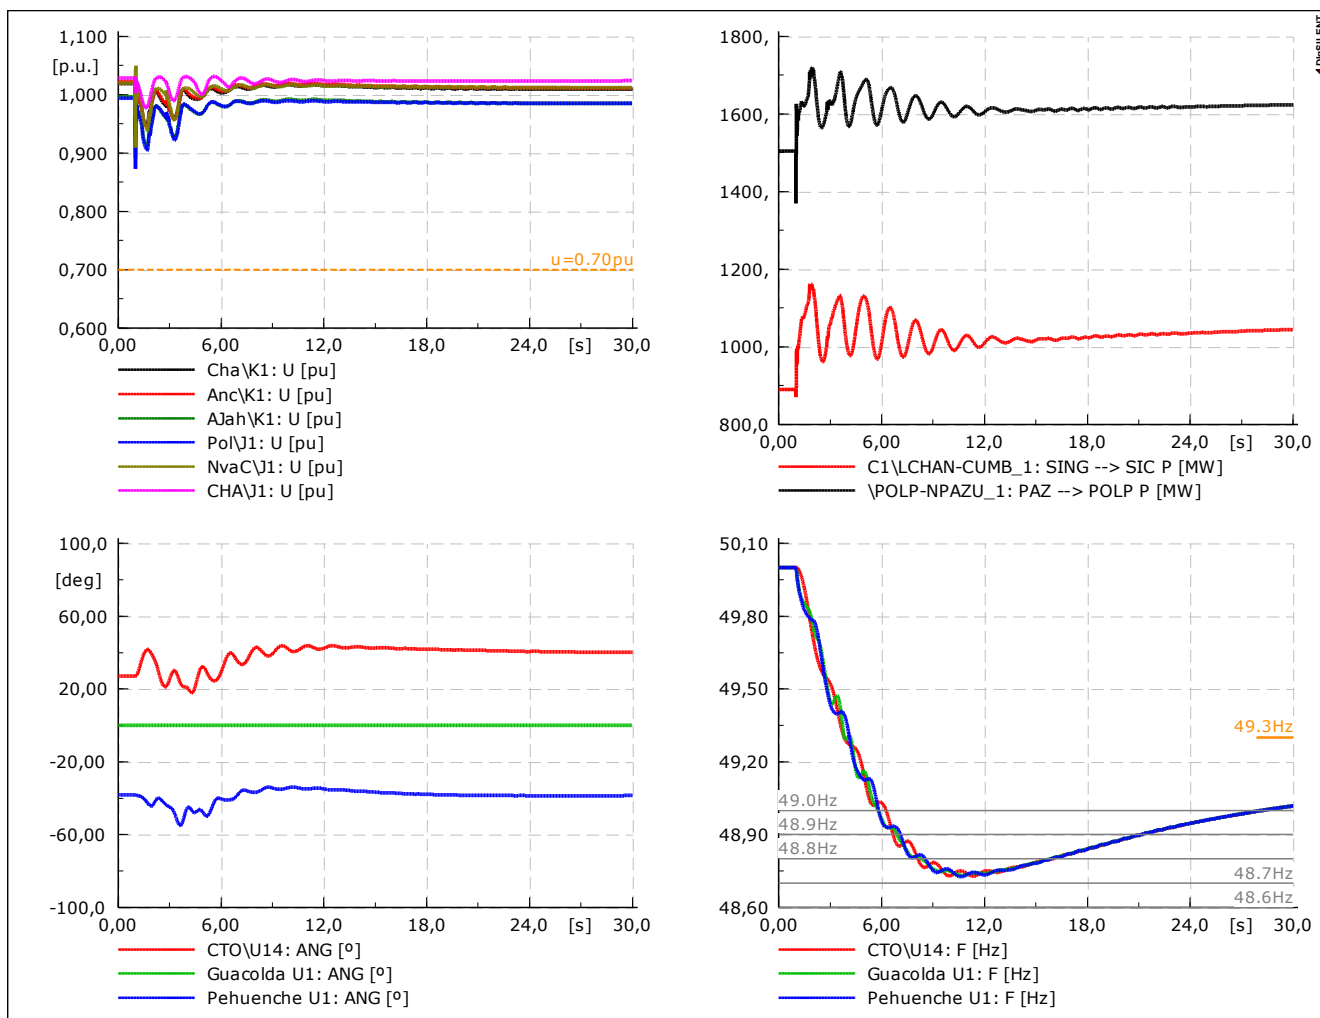 1,100
[p.u.]
1,000
0,900
0,800
0,700
0,600
u=0.70pu
0,00 6,00 12,0 18,0 24,0 [s] 30,0
Cha\K1: U [pu]
Anc\K1: U [pu]
AJah\K1: U [pu]
Pol\J1: U [pu]
NvaC\J1: U [pu]
CHA\J1: U [pu]
DIgSILENT
1800,
1600,
1400,
1200,
1000,
800,0
0,00 6,00 12,0 18,0 24,0 [s] 30,0
C1\LCHAN-CUMB_1: SING --> SIC P [MW]
\POLP-NPAZU_1: PAZ --> POLP P [MW]
100,0
[deg]
60,00
20,00
-20,00
-60,00
-100,0
0,00 6,00 12,0 18,0 24,0 [s] 30,0
CTO\U14: ANG [º]
Guacolda U1: ANG [º]
Pehuenche U1: ANG [º]
50,10
49,80
49,50
49,20
48,90
48,60
49.3Hz
49.0Hz
48.9Hz
48.8Hz
48.7Hz
48.6Hz
0,00 6,00 12,0 18,0 24,0 [s] 30,0
CTO\U14: F [Hz]
Guacolda U1: F [Hz]
Pehuenche U1: F [Hz]